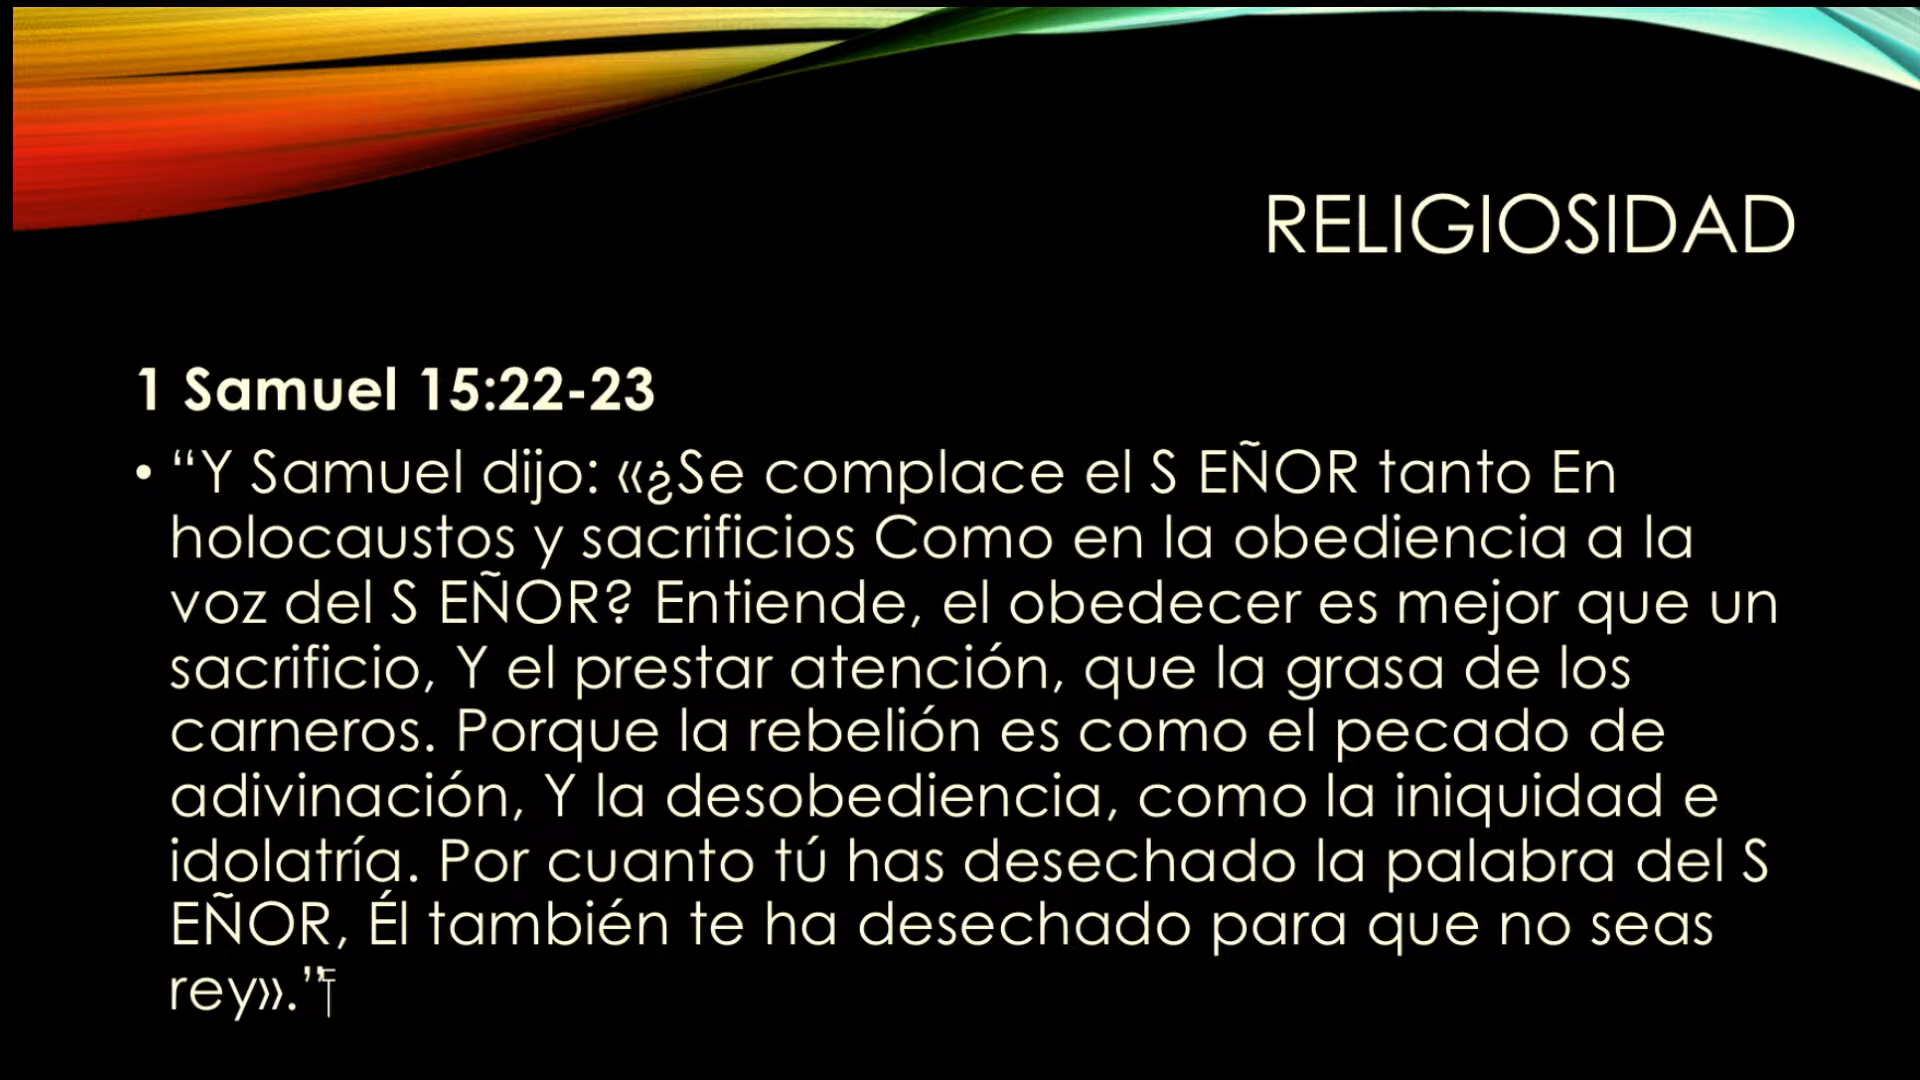 RELIGIOSIDAD
1 Samuel 15:22-23
• “Y Samuel dijo: «¿Se complace el S EÑOR tanto En
holocaustos y sacrificios Como en la obediencia a la
voz del S EÑOR? Entiende, el obedecer es mejor que un
sacrificio, Y el prestar atención, que la grasa de los
carneros. Porque la rebelión es como el pecado de
adivinación, Y la desobediencia, como la iniquidad e
idolatría. Por cuanto tú has desechado la palabra del S
EÑOR, Él también te ha desechado para que no seas
rey».”